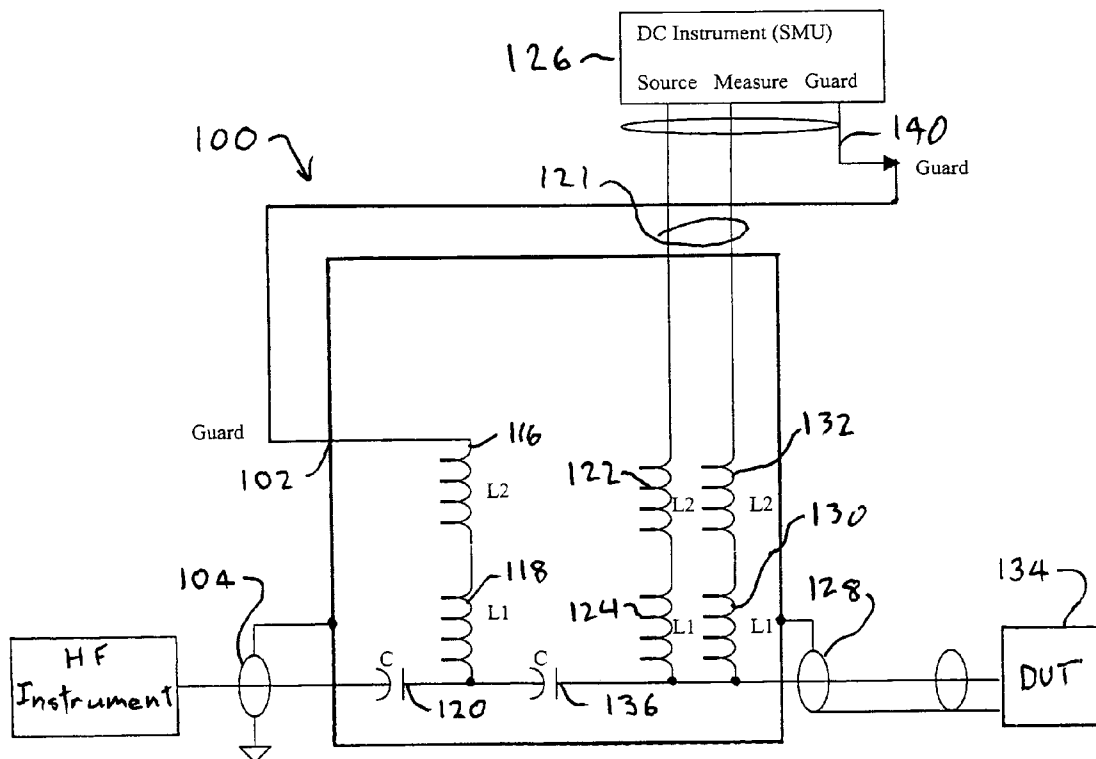 DC Instrument (SMU)
126
Source Measure Guard
140
100
Guard
121
Guard
116
132
102
122
L2
L2
L2
130
104
118
128
134
L1
124
L1
L1
HF
Instrument
C
C
120
136
DUT